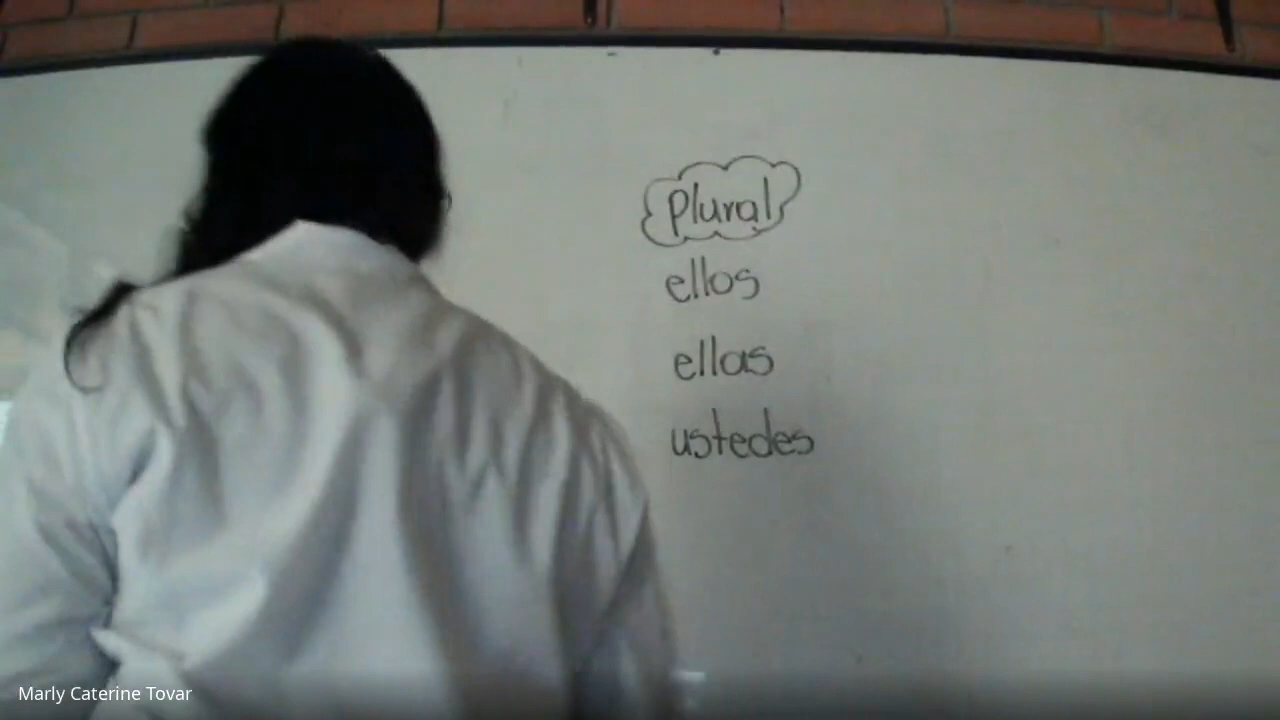 plural
ellos
ellas
ustedes
Marly Caterine Tovar